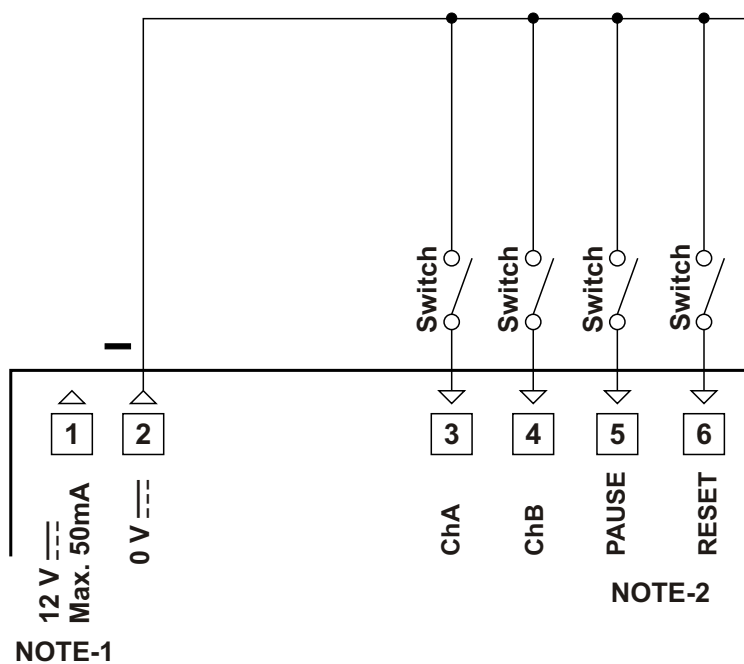 Switch
Switch
Switch
Switch
1
2
3
4
5
6
12 V
Max. 50mA
0 V
ChA
ChB
PAUSE
RESET
NOTE-2
NOTE-1